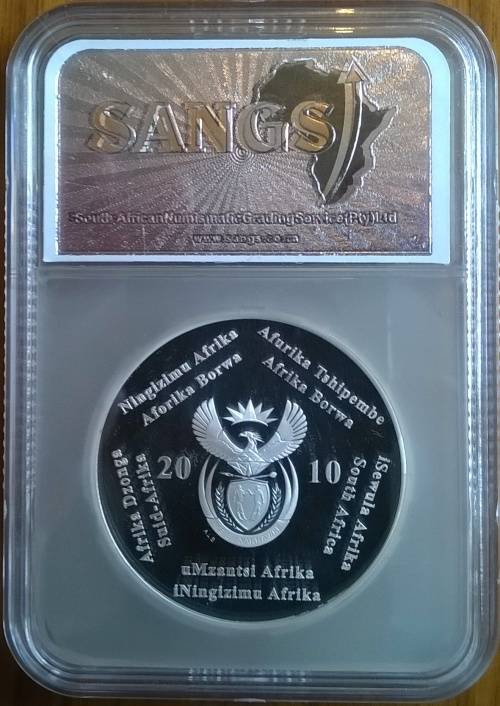 SANGS
South African Numismatic Grading Service (Pty) Ltd
www.sangs.co.za
Ningizimu Afrika
Aforika Borwa
Afurika Tshipembe
Afrika Borwa
iSewula Afrika
South Africa
uMzantsi Afrika
iNingizimu Afrika
Afrika Dzonga
Suid-Afrika
20 10